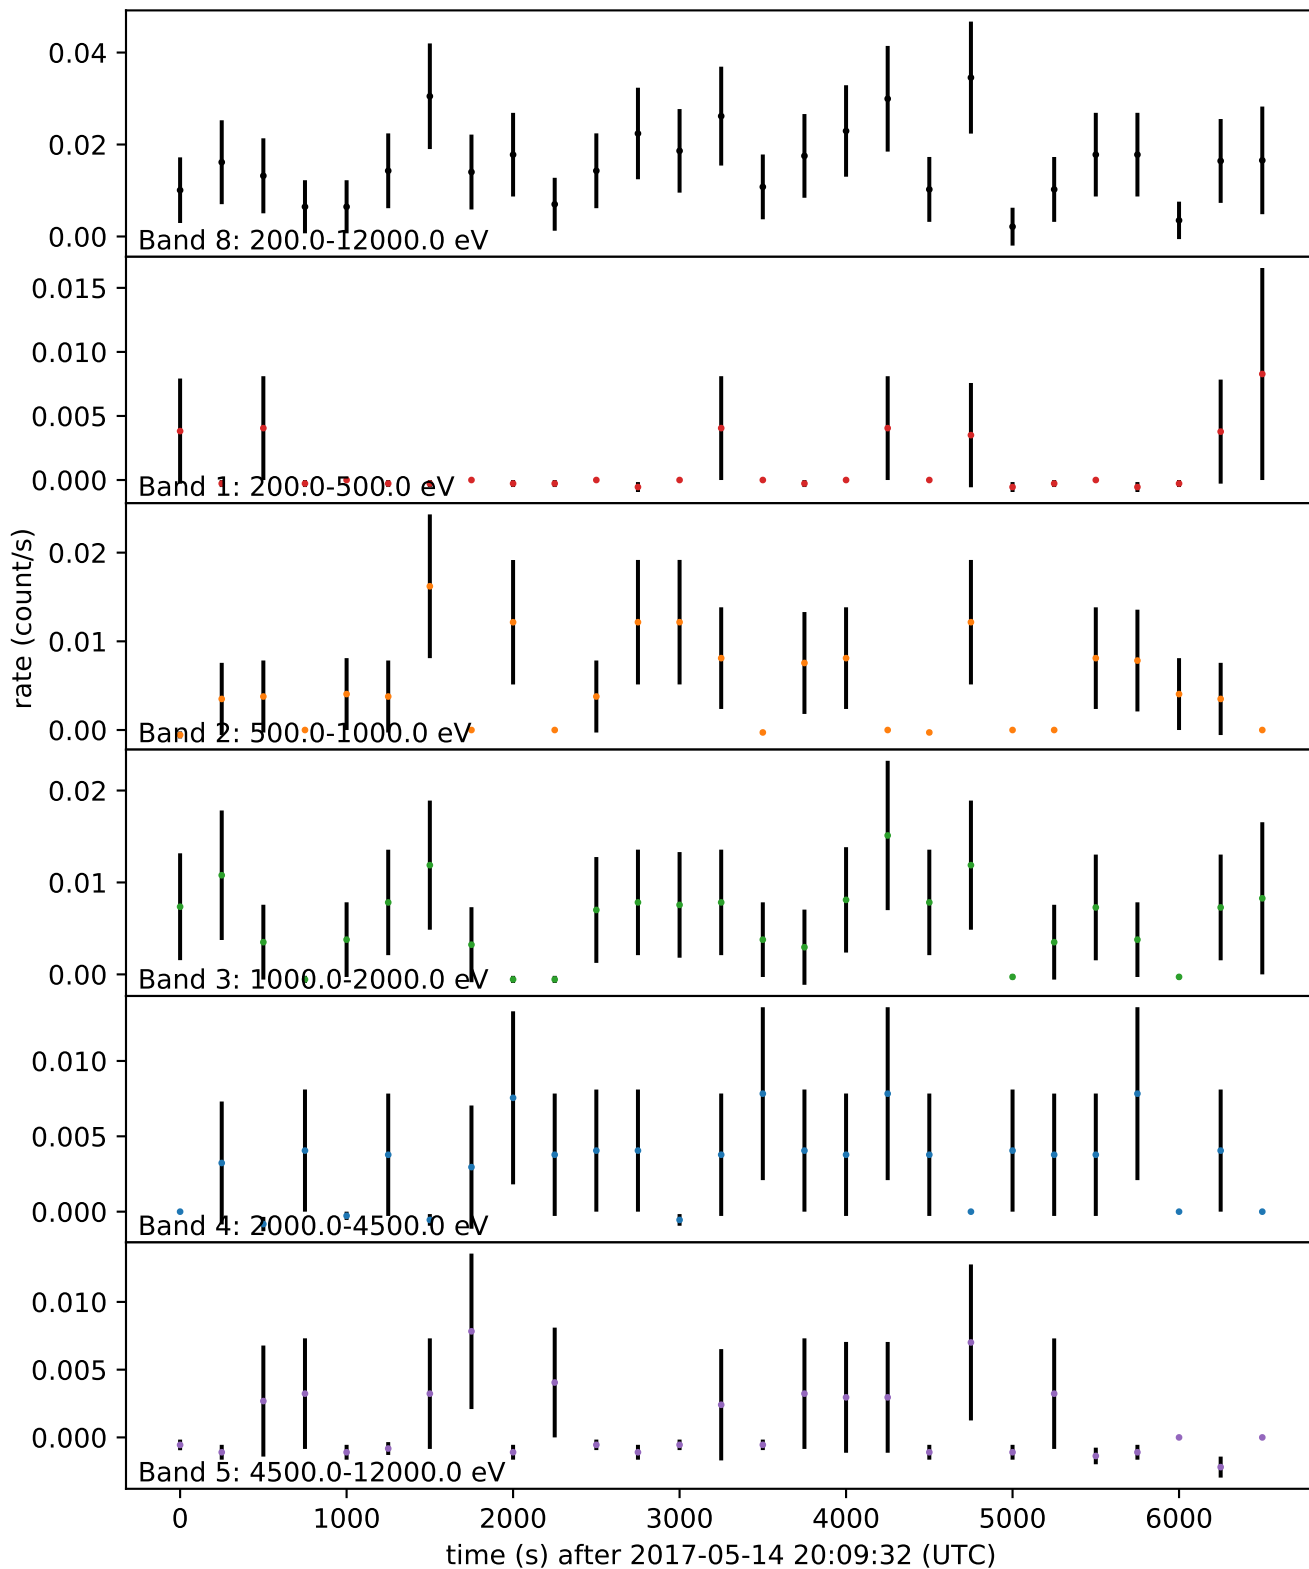 0.04
0.02
0.00
Band 8: 200.0-12000.0 eV
0.015
0.010
0.005
0.000
Band 1: 200.0-500.0 eV
rate (count/s)
0.02
0.01
0.00
Band 2: 500.0-1000.0 eV
0.02
0.01
0.00
Band 3: 1000.0-2000.0 eV
0.010
0.005
0.000
Band 4: 2000.0-4500.0 eV
0.010
0.005
0.000
Band 5: 4500.0-12000.0 eV
0 1000 2000 3000 4000 5000 6000
time (s) after 2017-05-14 20:09:32 (UTC)